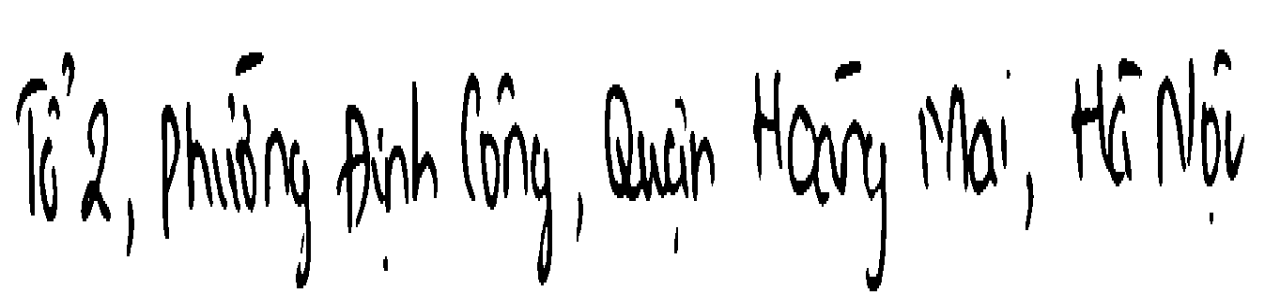 Tổ 2, Phường Định Công, Quận Hoàng Mai, Hà Nội